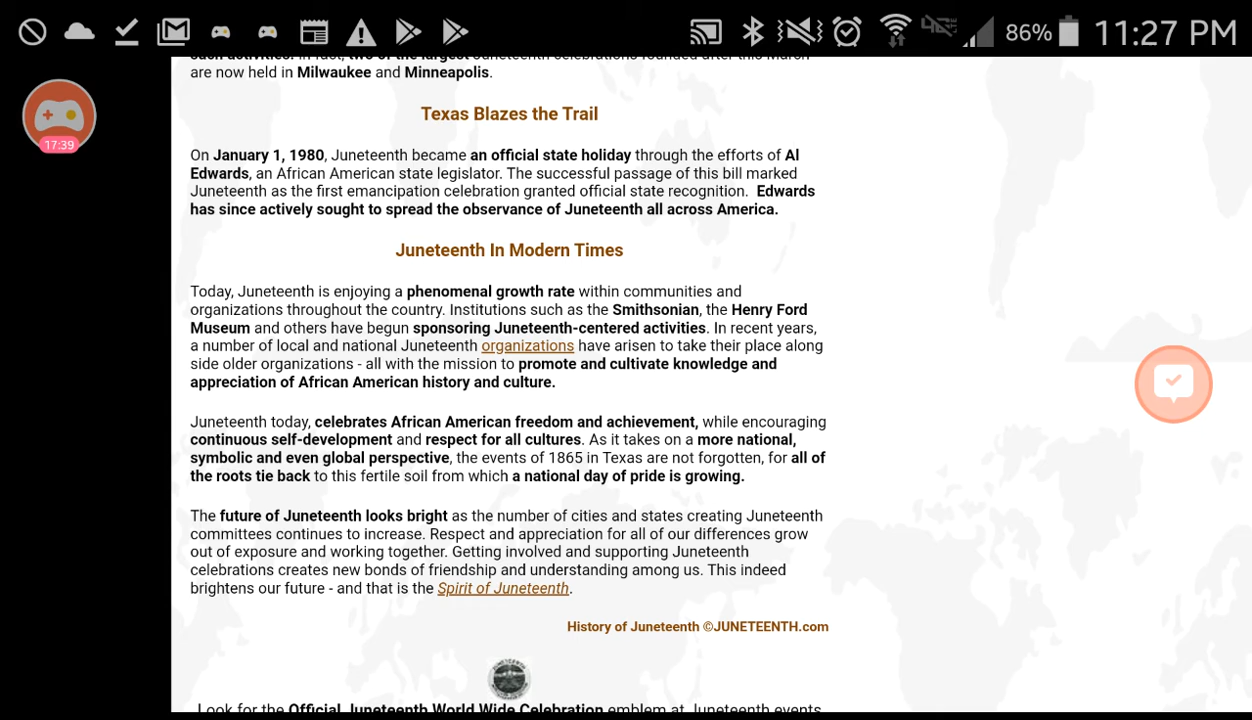 86% 11:27 PM
17:39
such activities. In fact, two of the largest Juneteenth celebrations founded after this March
are now held in Milwaukee and Minneapolis.
Texas Blazes the Trail
On January 1, 1980, Juneteenth became an official state holiday through the efforts of Al
Edwards, an African American state legislator. The successful passage of this bill marked
Juneteenth as the first emancipation celebration granted official state recognition. Edwards
has since actively sought to spread the observance of Juneteenth all across America.
Juneteenth In Modern Times
Today, Juneteenth is enjoying a phenomenal growth rate within communities and
organizations throughout the country. Institutions such as the Smithsonian, the Henry Ford
Museum and others have begun sponsoring Juneteenth-centered activities. In recent years,
a number of local and national Juneteenth organizations have arisen to take their place along
side older organizations - all with the mission to promote and cultivate knowledge and
appreciation of African American history and culture.
Juneteenth today, celebrates African American freedom and achievement, while encouraging
continuous self-development and respect for all cultures. As it takes on a more national,
symbolic and even global perspective, the events of 1865 in Texas are not forgotten, for all of
the roots tie back to this fertile soil from which a national day of pride is growing.
The future of Juneteenth looks bright as the number of cities and states creating Juneteenth
committees continues to increase. Respect and appreciation for all of our differences grow
out of exposure and working together. Getting involved and supporting Juneteenth
celebrations creates new bonds of friendship and understanding among us. This indeed
brightens our future - and that is the Spirit of Juneteenth.
History of Juneteenth ©JUNETEENTH.com
Look for the Official Juneteenth World Wide Celebration emblem at Juneteenth events